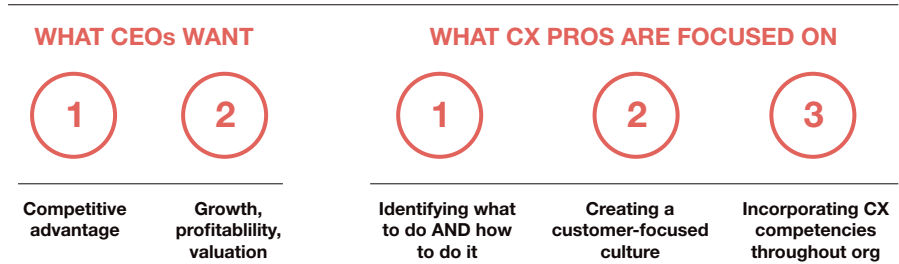 WHAT CEOs WANT
1
2
Competitive
advantage
Growth,
profitablility,
valuation
WHAT CX PROS ARE FOCUSED ON
1
2
3
Identifying what
to do AND how
to do it
Creating a
customer-focused
culture
Incorporating CX
competencies
throughout org